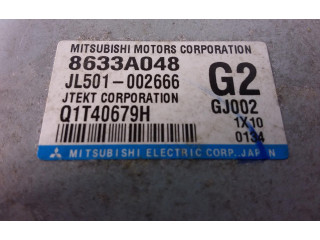 MITSUBISHI MOTORS CORPORATION
8633A048
JL501-002666
G2
JTEKT CORPORATION
GJ002
Q1T40679H
1X10
0134
MITSUBISHI ELECTRIC CORP. JAPAN